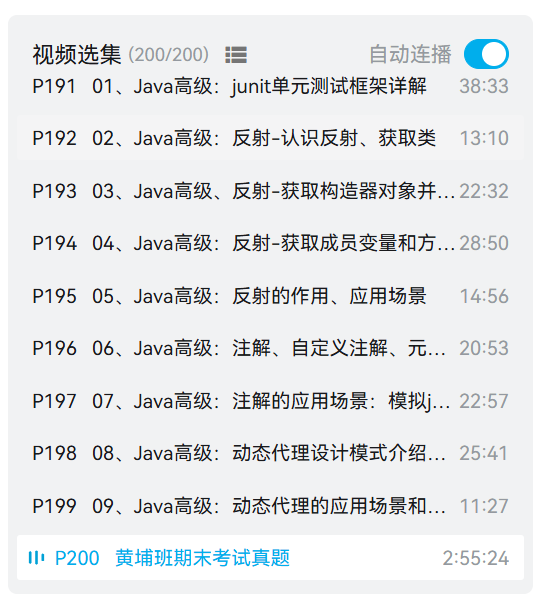 视频选集 (200/200) 自动连播
P191 01、Java高级：junit单元测试框架详解 38:33
P192 02、Java高级：反射-认识反射、获取类 13:10
P193 03、Java高级、反射-获取构造器对象并… 22:32
P194 04、Java高级：反射-获取成员变量和方… 28:50
P195 05、Java高级：反射的作用、应用场景 14:56
P196 06、Java高级：注解、自定义注解、元… 20:53
P197 07、Java高级：注解的应用场景：模拟j… 22:57
P198 08、Java高级：动态代理设计模式介绍… 25:41
P199 09、Java高级：动态代理的应用场景和… 11:27
P200 黄埔班期末考试真题 2:55:24